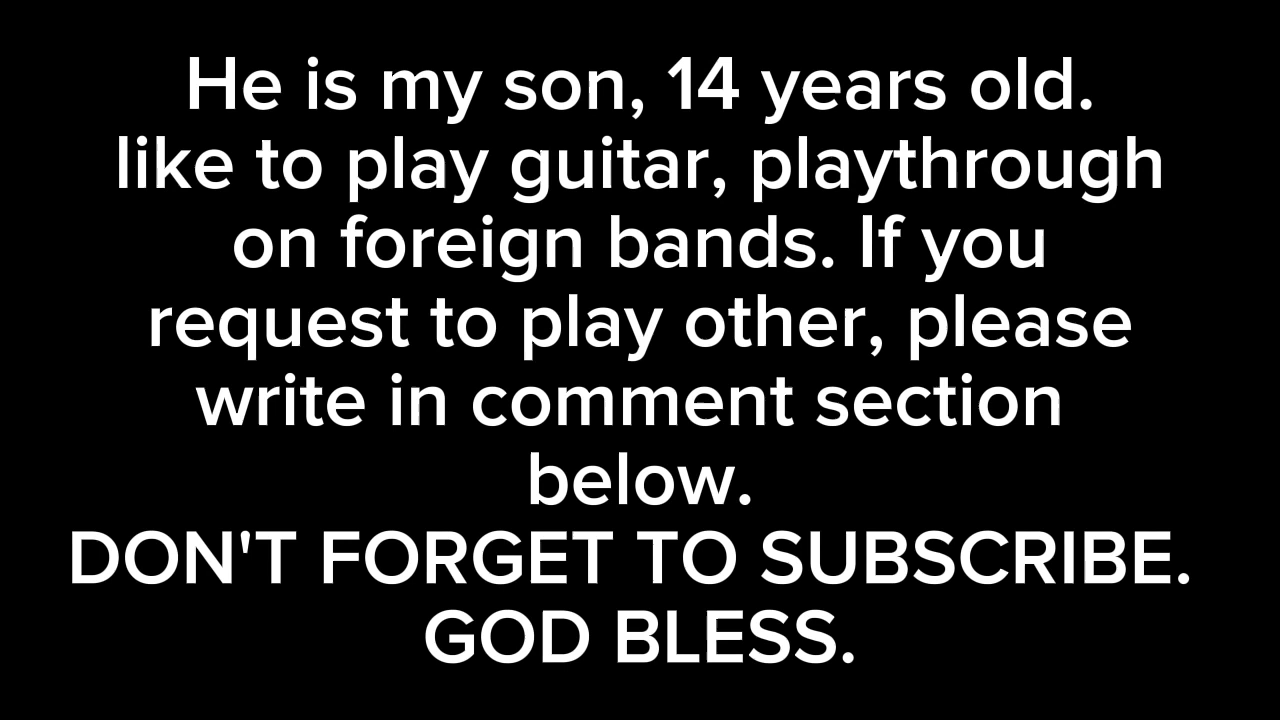 He is my son, 14 years old.
like to play guitar, playthrough
on foreign bands. If you
request to play other, please
write in comment section
below.
DON'T FORGET TO SUBSCRIBE.
GOD BLESS.